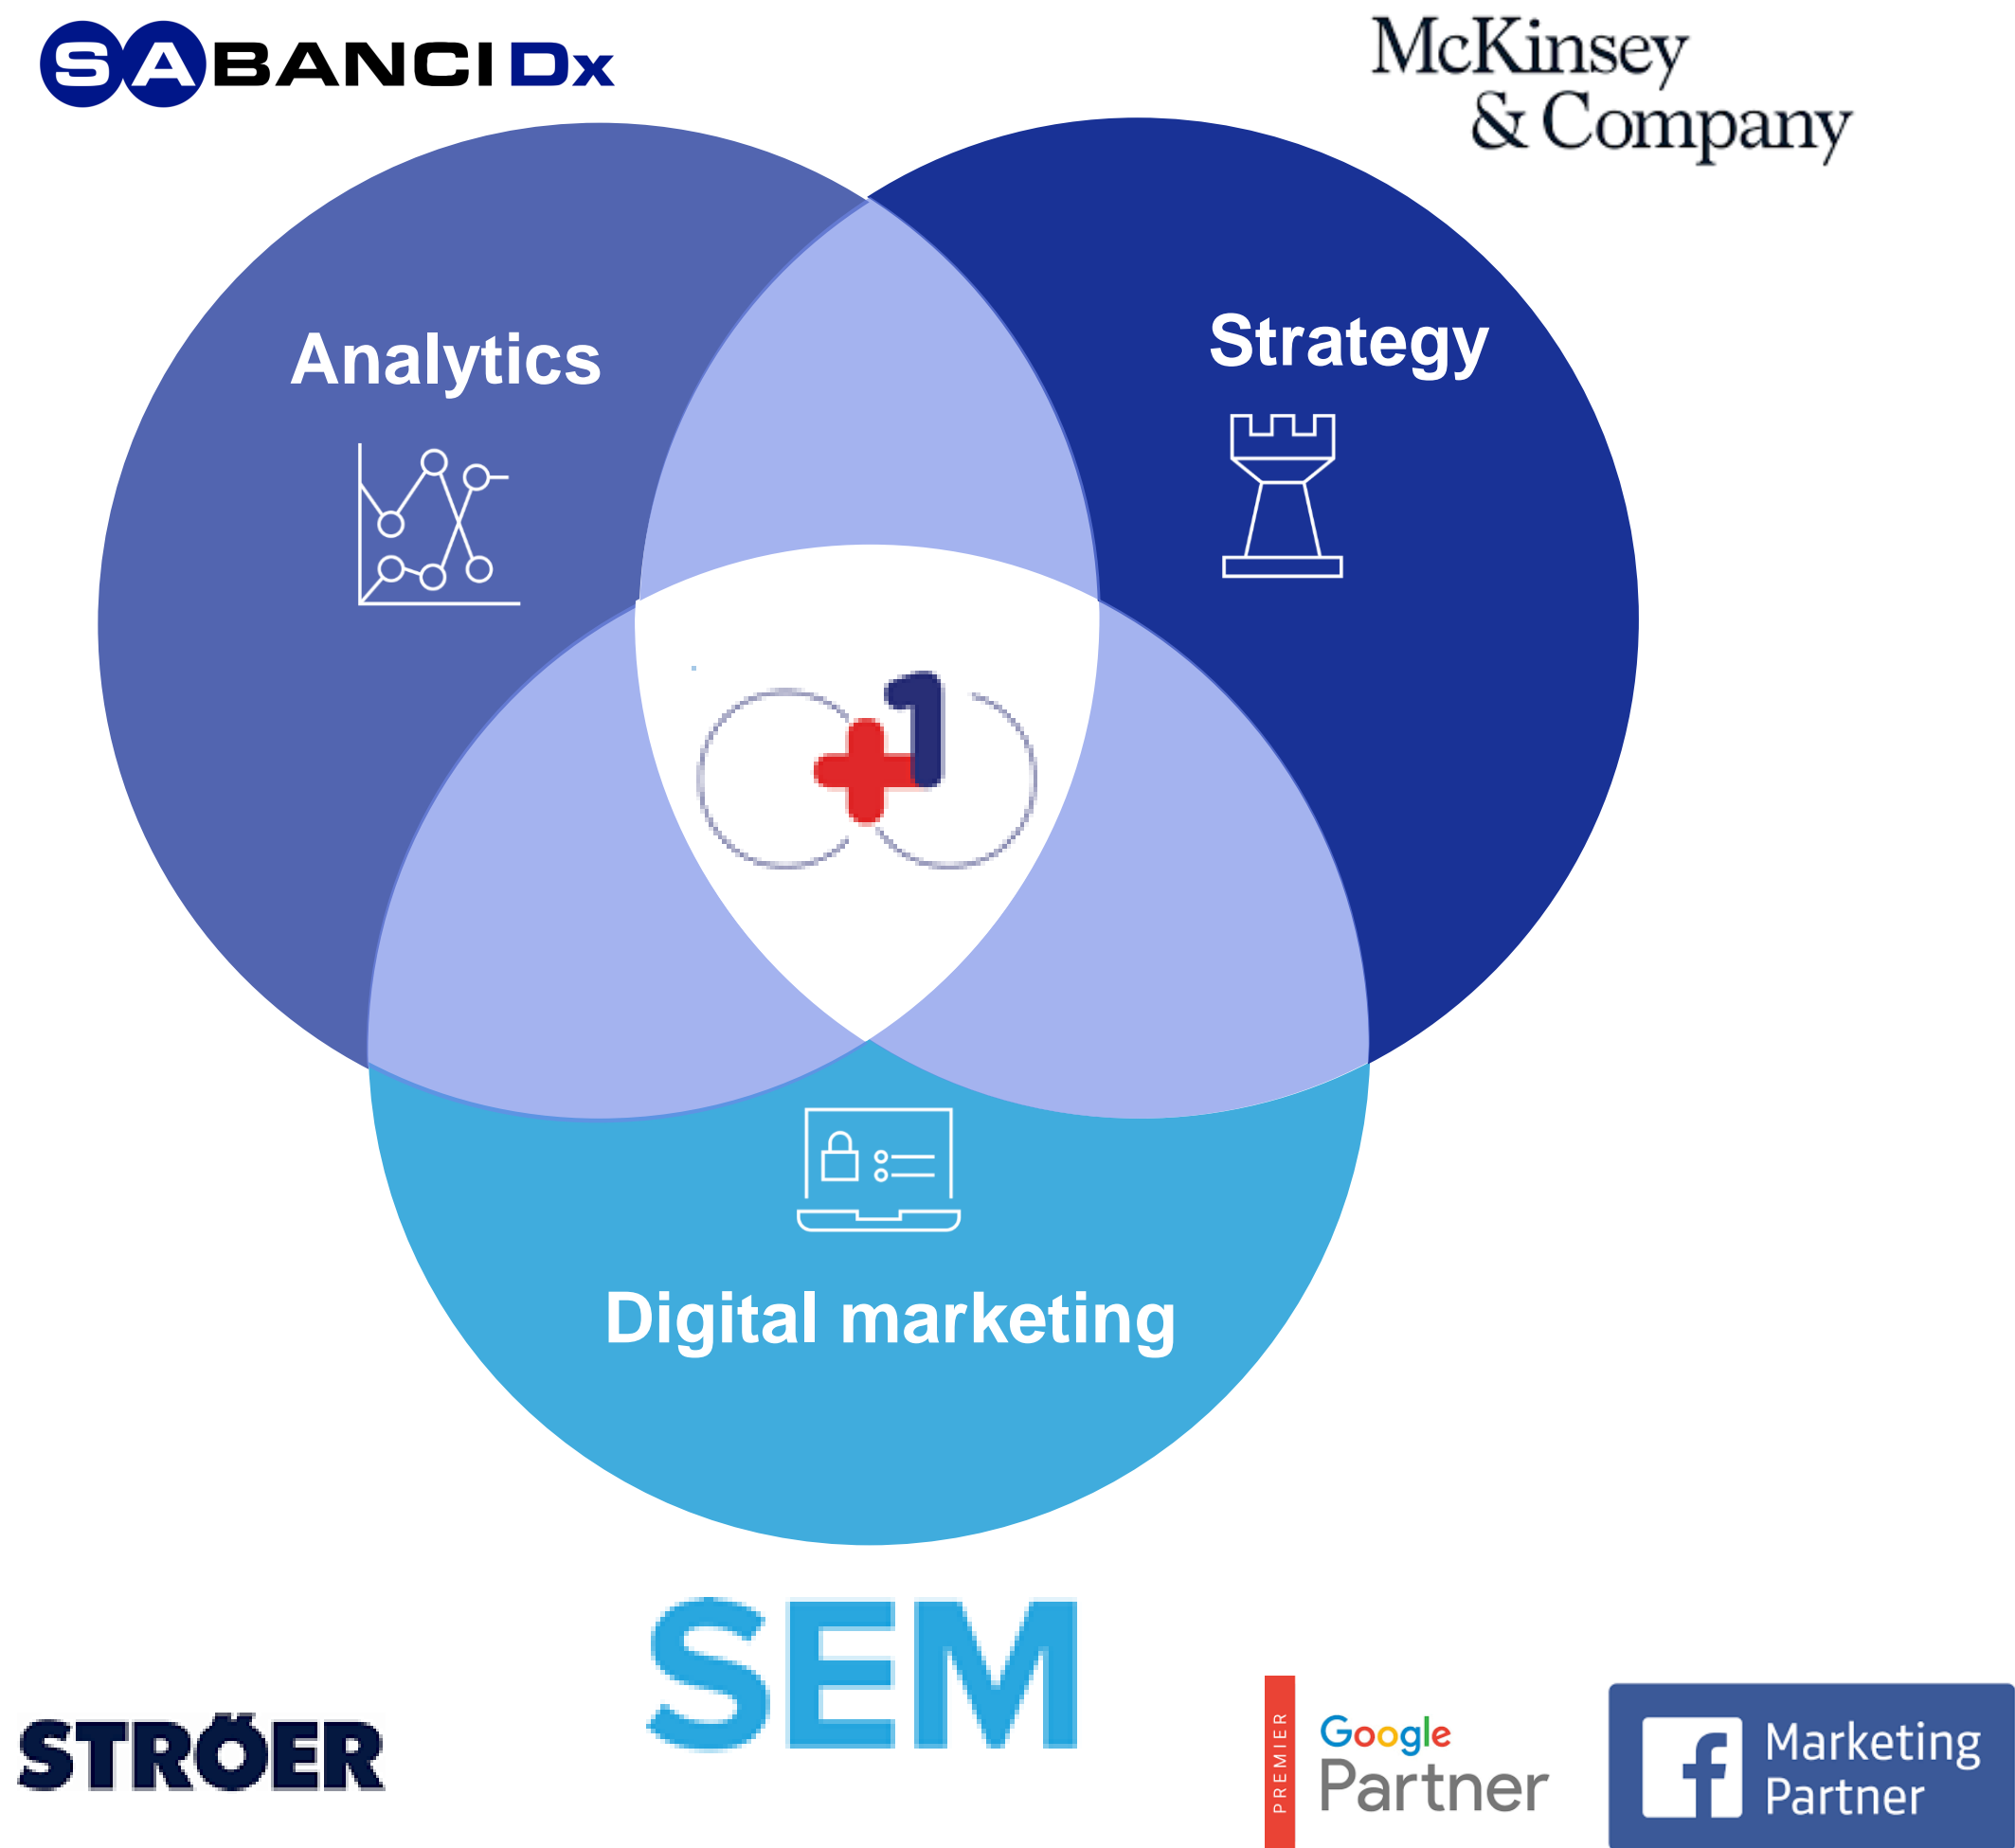 SABANCI Dx
McKinsey
& Company
Analytics
Strategy
+1
Digital marketing
SEM
STRÖER
PREMIER
Google
Partner
Marketing
Partner